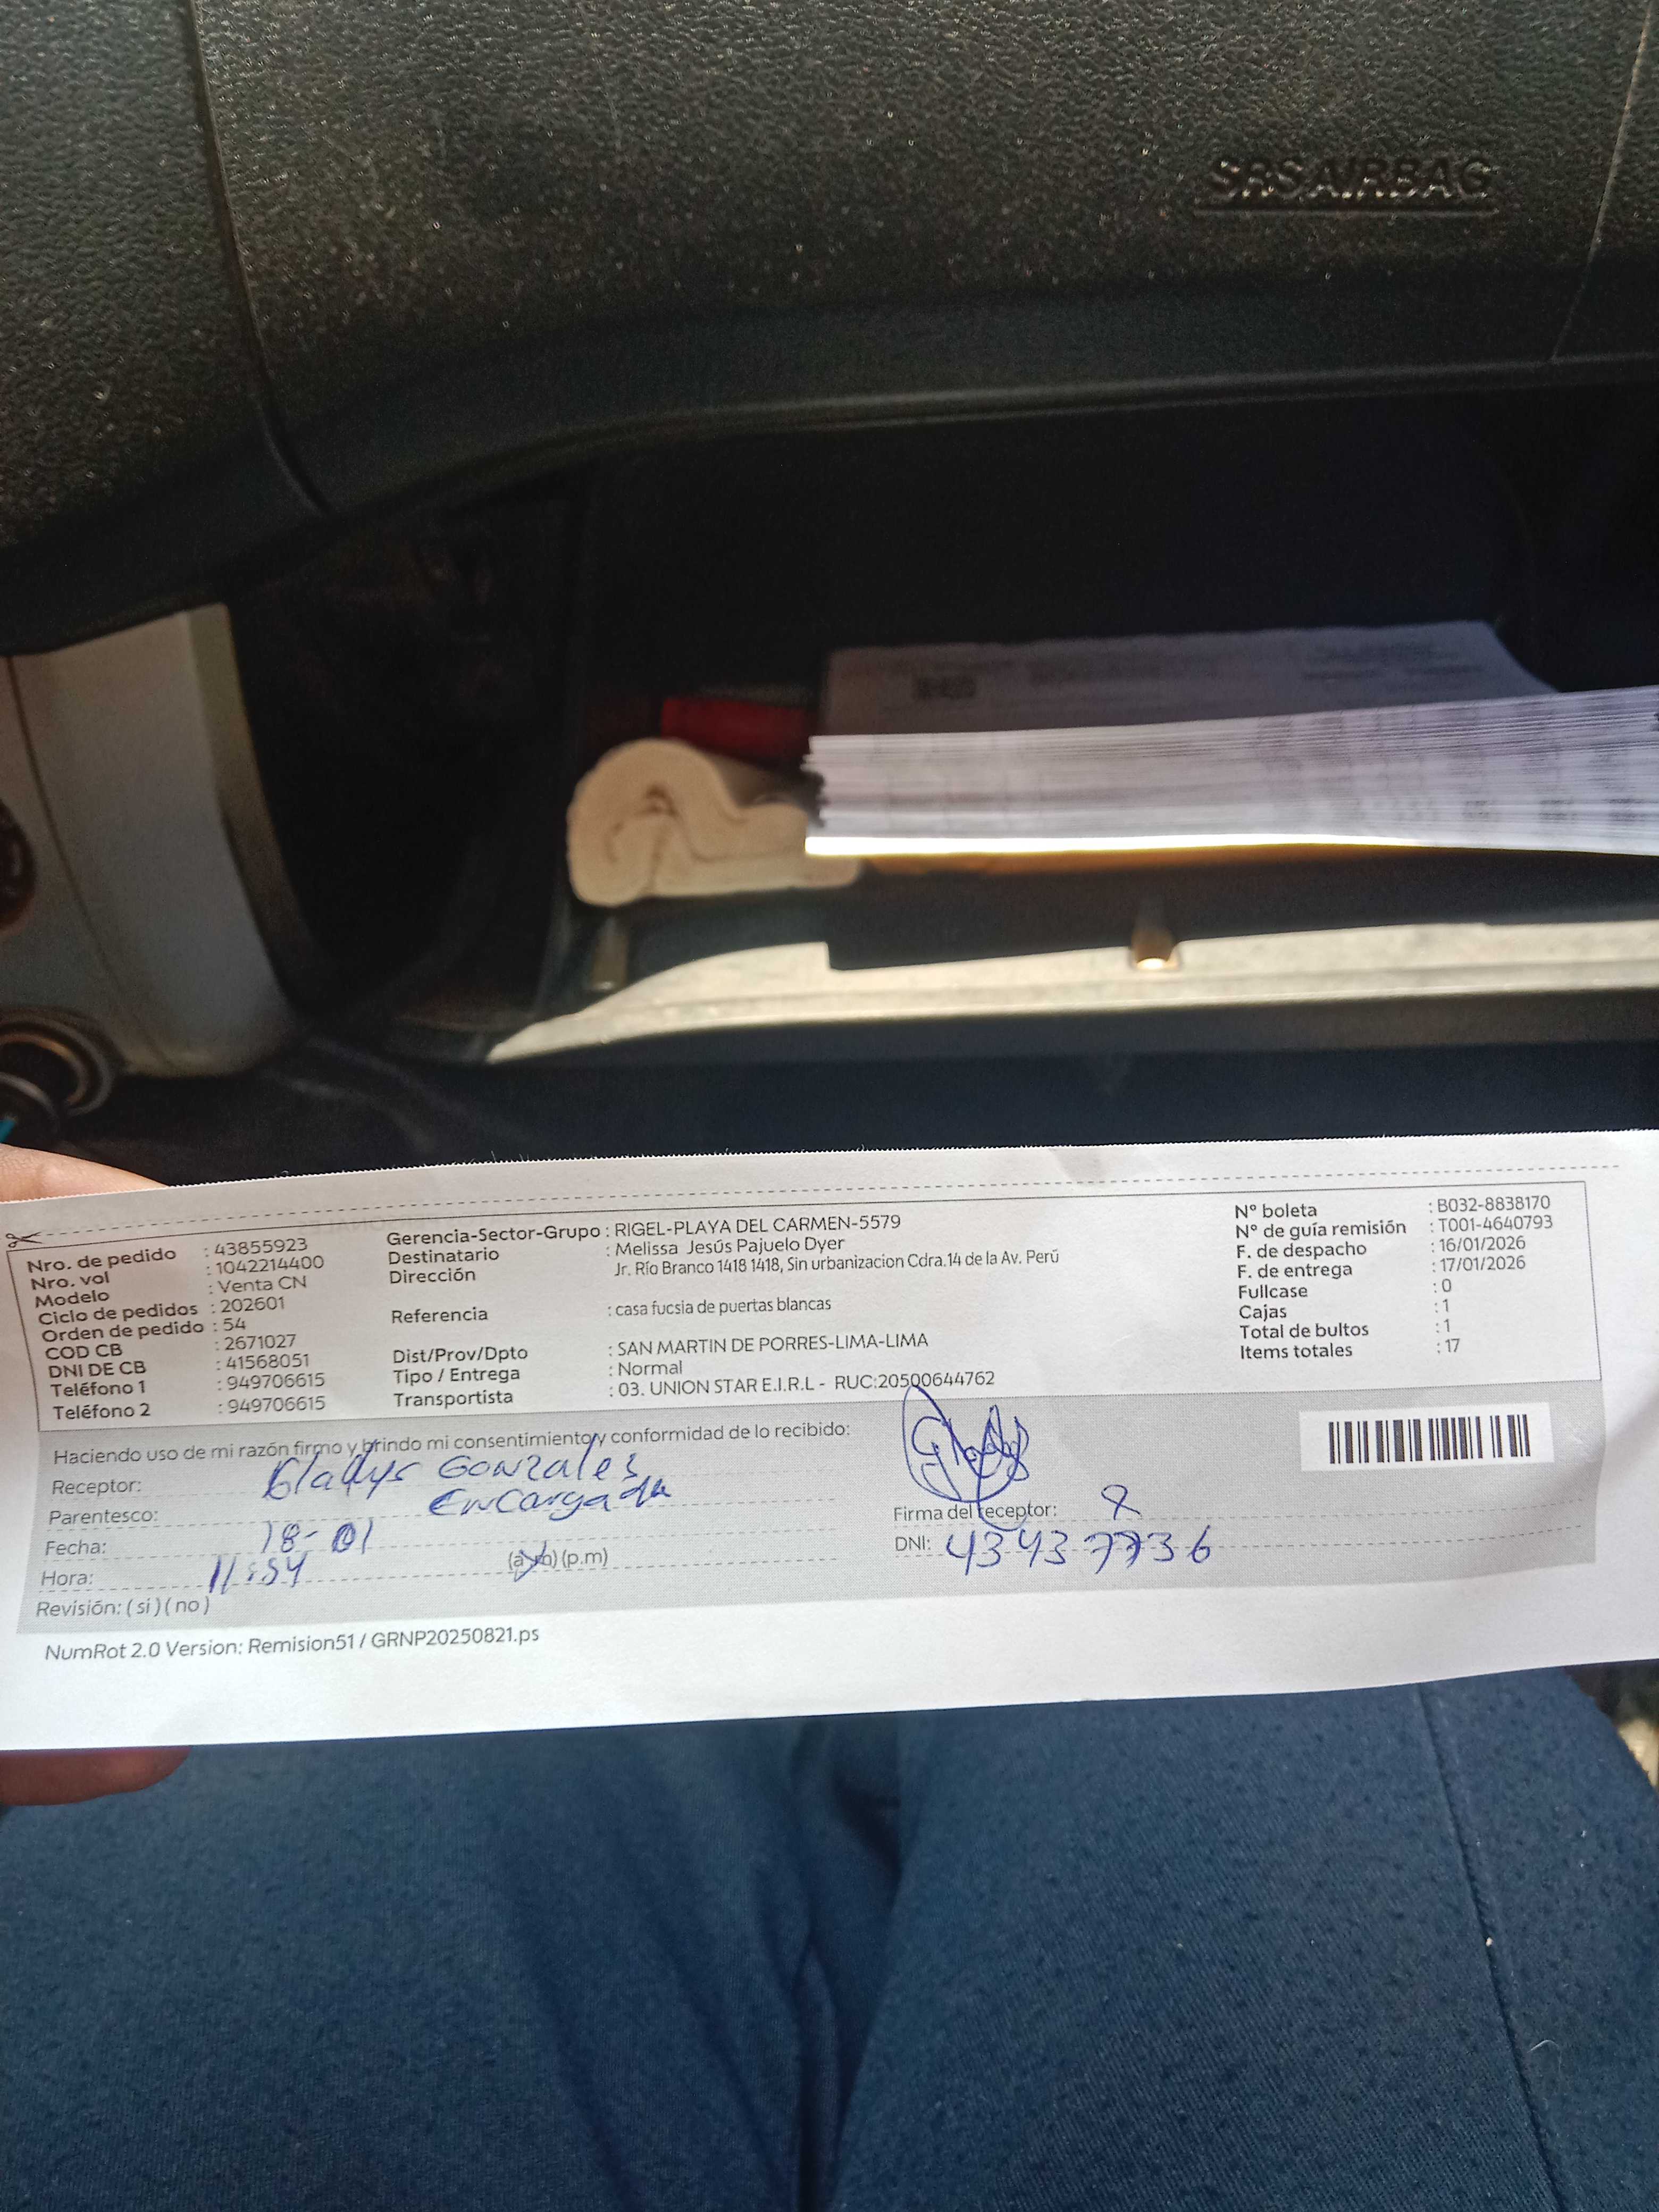 SRS AIRBAG
Nro. de pedido : 43855923
Nro. vol : 1042214400
Modelo : Venta CN
Ciclo de pedidos : 202601
Orden de pedido : 54
COD CB : 2671027
DNI DE CB : 41568051
Teléfono 1 : 949706615
Teléfono 2 : 949706615
Gerencia-Sector-Grupo : RIGEL-PLAYA DEL CARMEN-5579
Destinatario : Melissa Jesús Pajuelo Dyer
Dirección Jr. Río Branco 1418 1418, Sin urbanizacion Cdra.14 de la Av. Perú
Referencia : casa fucsia de puertas blancas
Dist/Prov/Dpto : SAN MARTIN DE PORRES-LIMA-LIMA
Tipo / Entrega : Normal
Transportista : 03. UNION STAR E.I.R.L - RUC:20500644762
N° boleta : B032-8838170
N° de guía remisión : T001-4640793
F. de despacho : 16/01/2026
F. de entrega : 17/01/2026
Fullcase : 0
Cajas : 1
Total de bultos : 1
Items totales : 17
Haciendo uso de mi razón firmo y brindo mi consentimiento y conformidad de lo recibido:
Receptor: Gladys Gonzales
Parentesco: Encargada
Fecha: 18-01
Hora: 11:54 (a.m) (p.m)
Revisión: ( si ) ( no )
Firma del receptor:
DNI: 43437736
NumRot 2.0 Version: Remision51 / GRNP20250821.ps